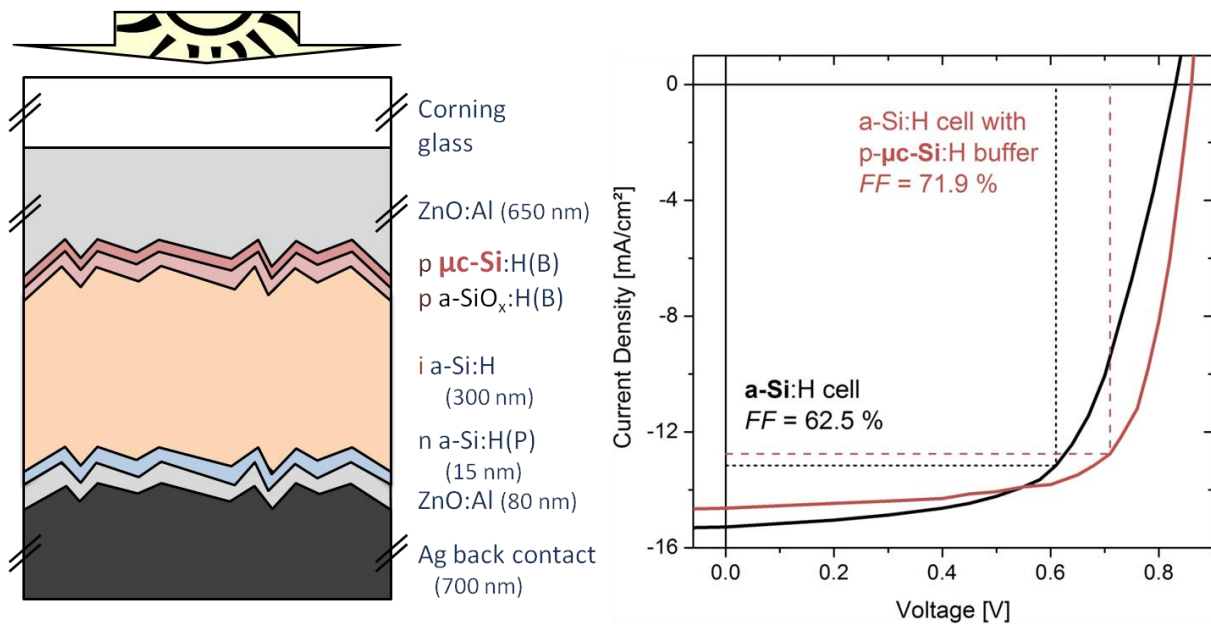 Corning
glass
ZnO:Al (650 nm)
p µc-Si:H(B)
p a-SiOₓ:H(B)
i a-Si:H
(300 nm)
n a-Si:H(P)
(15 nm)
ZnO:Al (80 nm)
Ag back contact
(700 nm)
Current Density [mA/cm²]
0
-4
-8
-12
-16
a-Si:H cell with
p-µc-Si:H buffer
FF = 71.9 %
a-Si:H cell
FF = 62.5 %
0.0
0.2
0.4
0.6
0.8
Voltage [V]